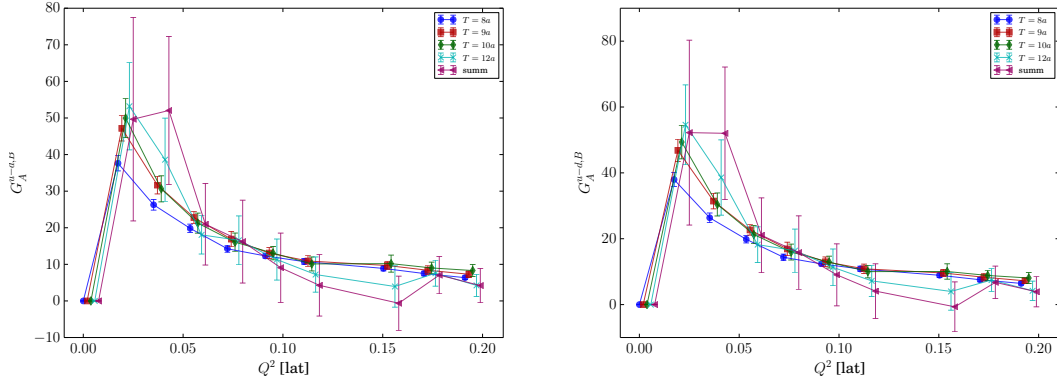 80
70
60
50
40
30
20
10
0
−10
G_A^{u−d,B}
0.00 0.05 0.10 0.15 0.20
Q^2 [lat]
T = 8a
T = 9a
T = 10a
T = 12a
summ
80
60
40
20
0
G_A^{u−d,B}
0.00 0.05 0.10 0.15 0.20
Q^2 [lat]
T = 8a
T = 9a
T = 10a
T = 12a
summ